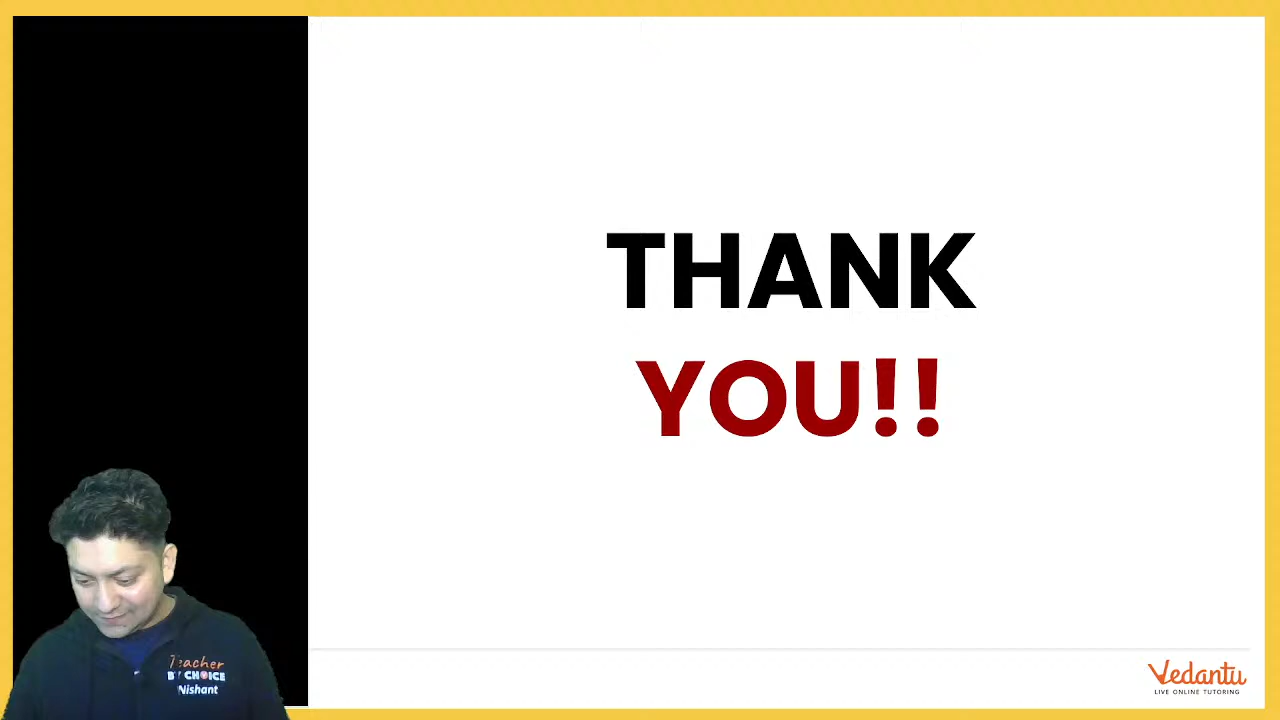 THANK
YOU!!
Teacher
BY CHOICE
Nishant
Vedantu
LIVE ONLINE TUTORING